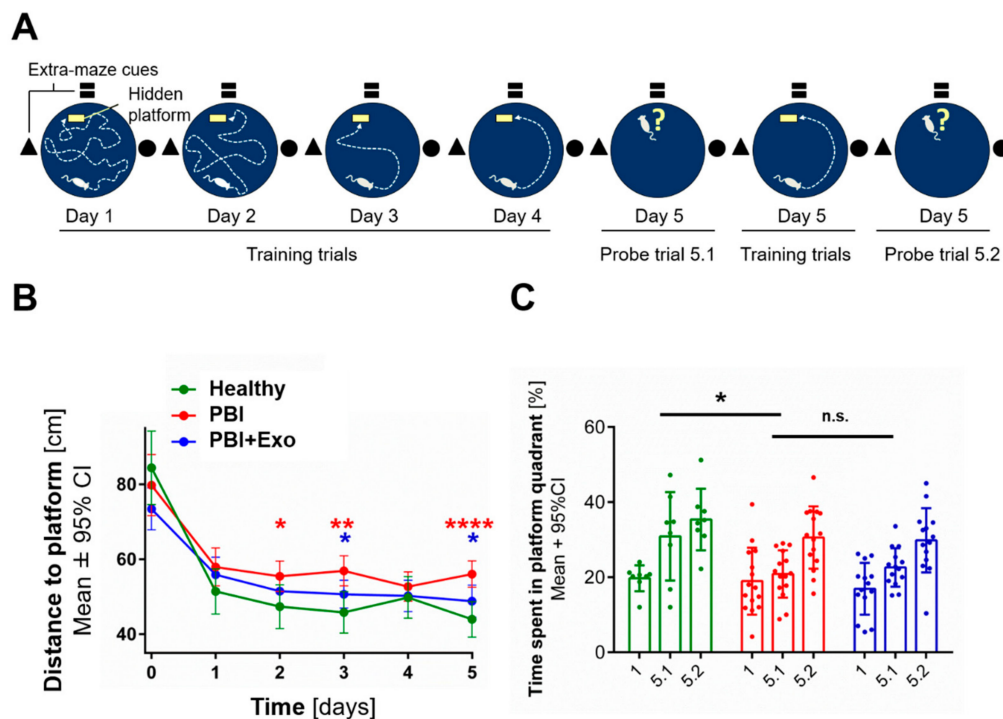 A
Extra-maze cues
Hidden
platform
? ?
Day 1 Day 2 Day 3 Day 4 Day 5 Day 5 Day 5
Training trials Probe trial 5.1 Training trials Probe trial 5.2
B
Distance to platform [cm]
Mean ± 95% CI
Healthy
PBI
PBI+Exo
80
60
40
* ** **** 
* *
0 1 2 3 4 5
Time [days]
C
Time spent in platform quadrant [%]
Mean + 95%CI
* n.s.
60
40
20
0
1 5.1 5.2 1 5.1 5.2 1 5.1 5.2